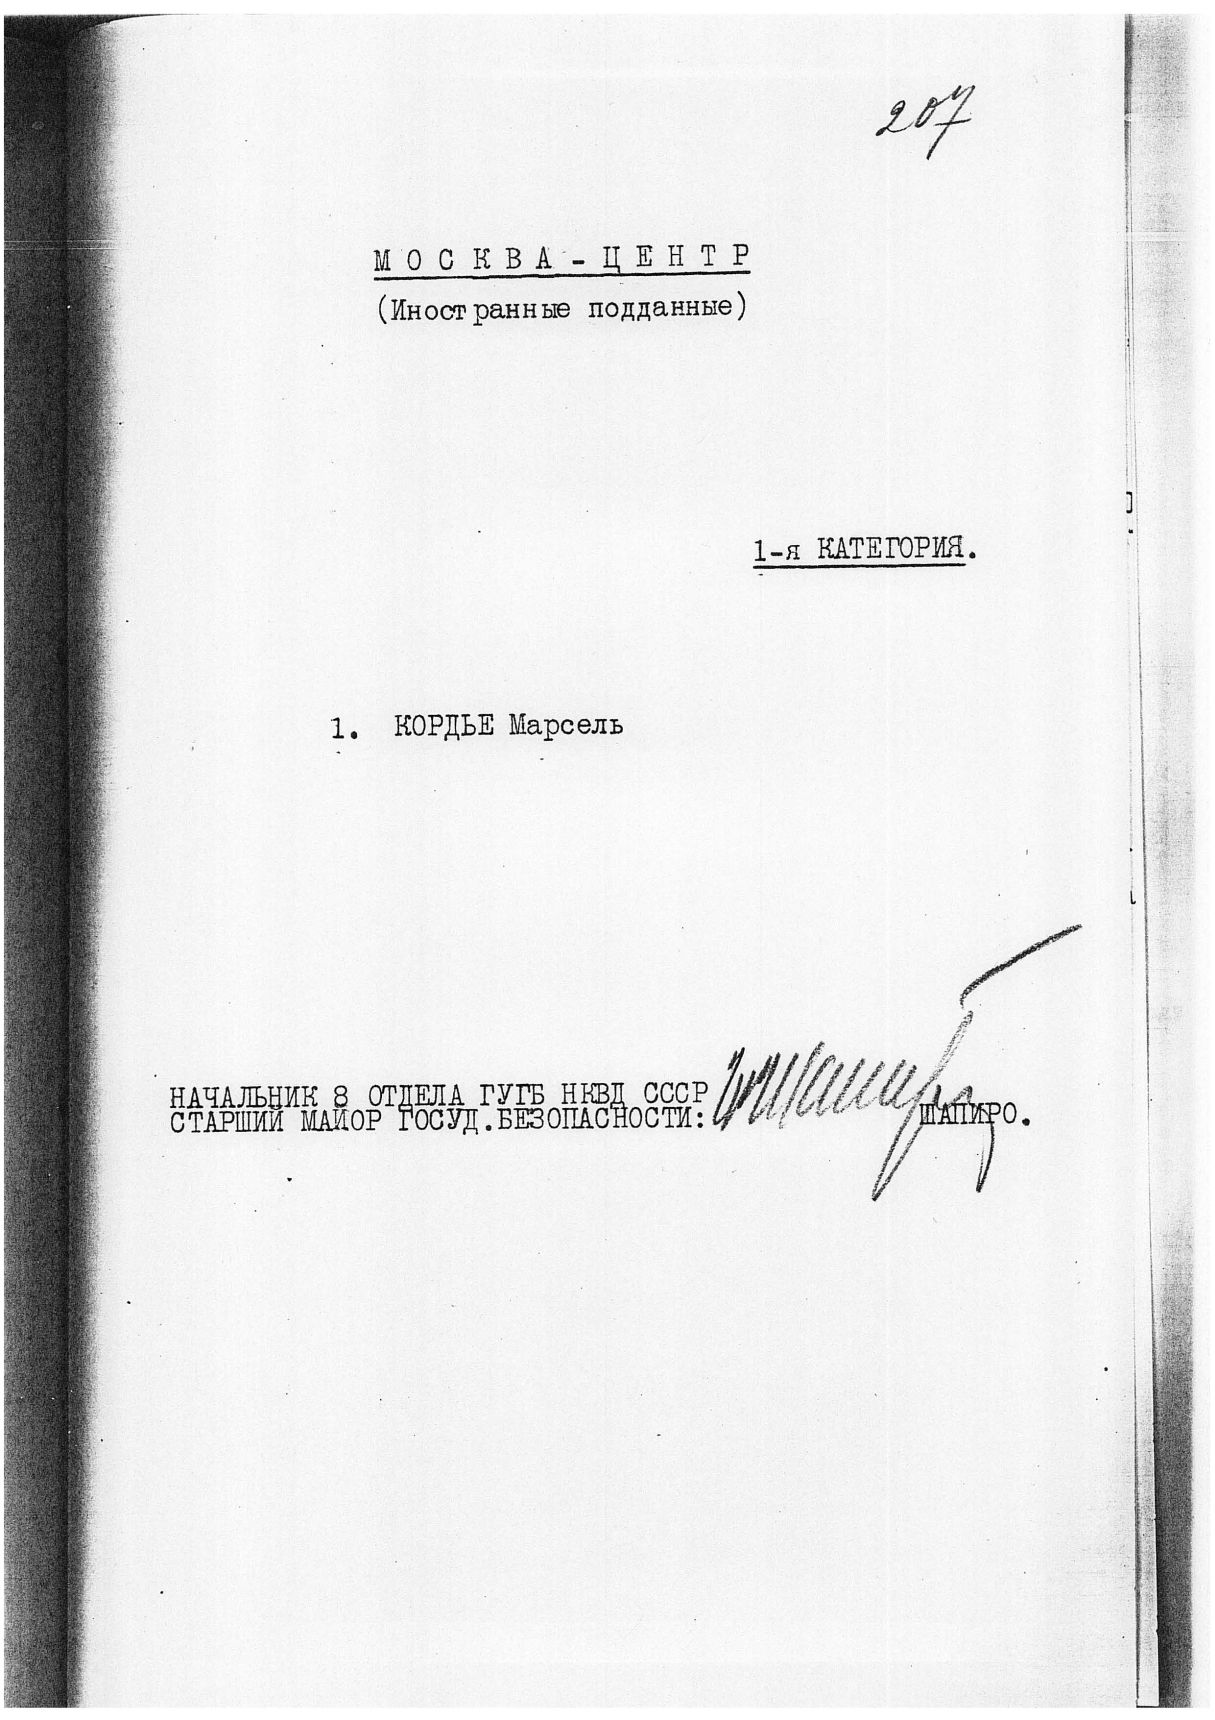 207
МОСКВА-ЦЕНТР
(Иностранные подданные)
1-я КАТЕГОРИЯ.
1. КОРДЬЕ Марсель
НАЧАЛЬНИК 8 ОТДЕЛА ГУГБ НКВД СССР
СТАРШИЙ МАЙОР ГОСУД.БЕЗОПАСНОСТИ: ШАПИРО.